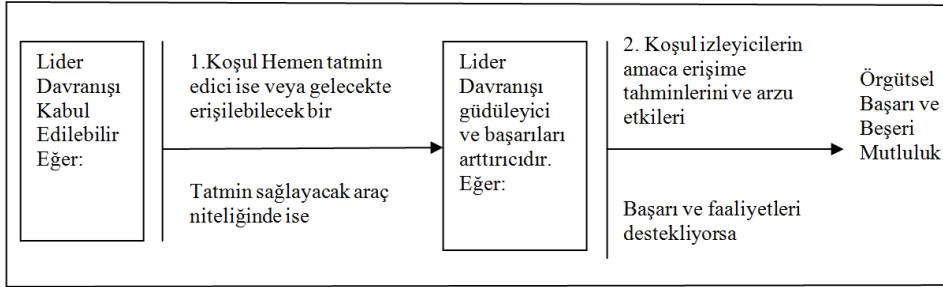 Lider
Davranışı
Kabul
Edilebilir
Eğer:
1.Koşul Hemen tatmin
edici ise veya gelecekte
erişilebilecek bir
Tatmin sağlayacak araç
niteliğinde ise
Lider
Davranışı
güdüleyici
ve başarıları
arttırıcıdır.
Eğer:
2. Koşul izleyicilerin
amaca erişime
tahminlerini ve arzu
etkileri
Başarı ve faaliyetleri
destekliyorsa
Örgütsel
Başarı ve
Beşeri
Mutluluk